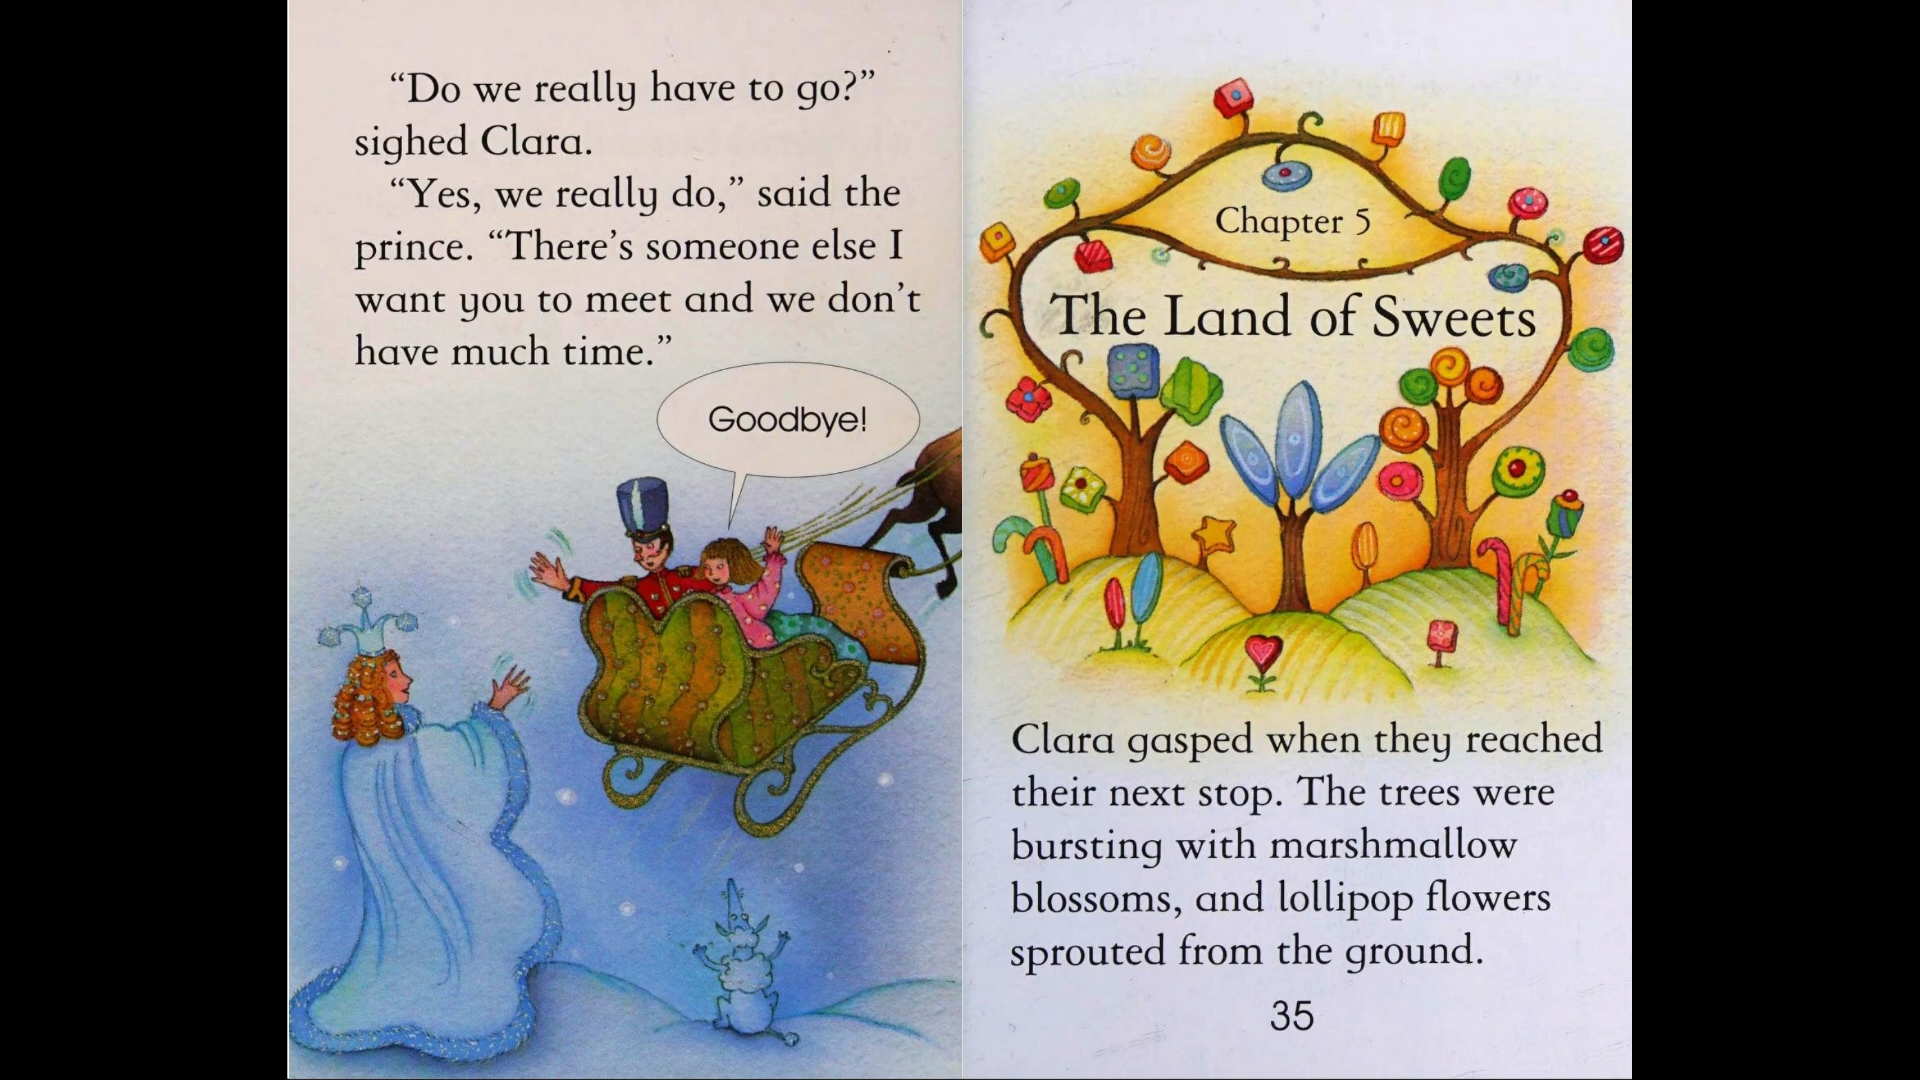 “Do we really have to go?”
sighed Clara.
“Yes, we really do,” said the
prince. “There’s someone else I
want you to meet and we don’t
have much time.”
Goodbye!
Chapter 5
The Land of Sweets
Clara gasped when they reached
their next stop. The trees were
bursting with marshmallow
blossoms, and lollipop flowers
sprouted from the ground.
35